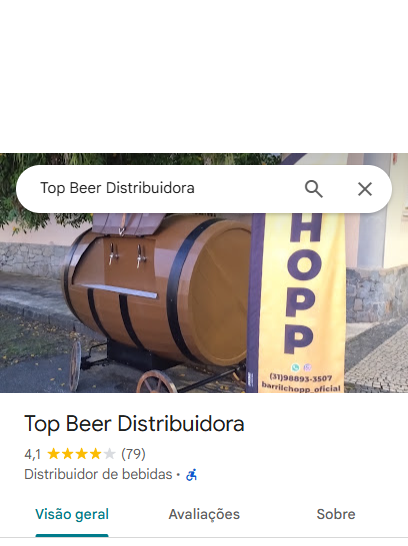 Top Beer Distribuidora
HOPP
(31)98893-3507
barrilchopp_oficial
Top Beer Distribuidora
4,1 (79)
Distribuidor de bebidas ·
Visão geral Avaliações Sobre